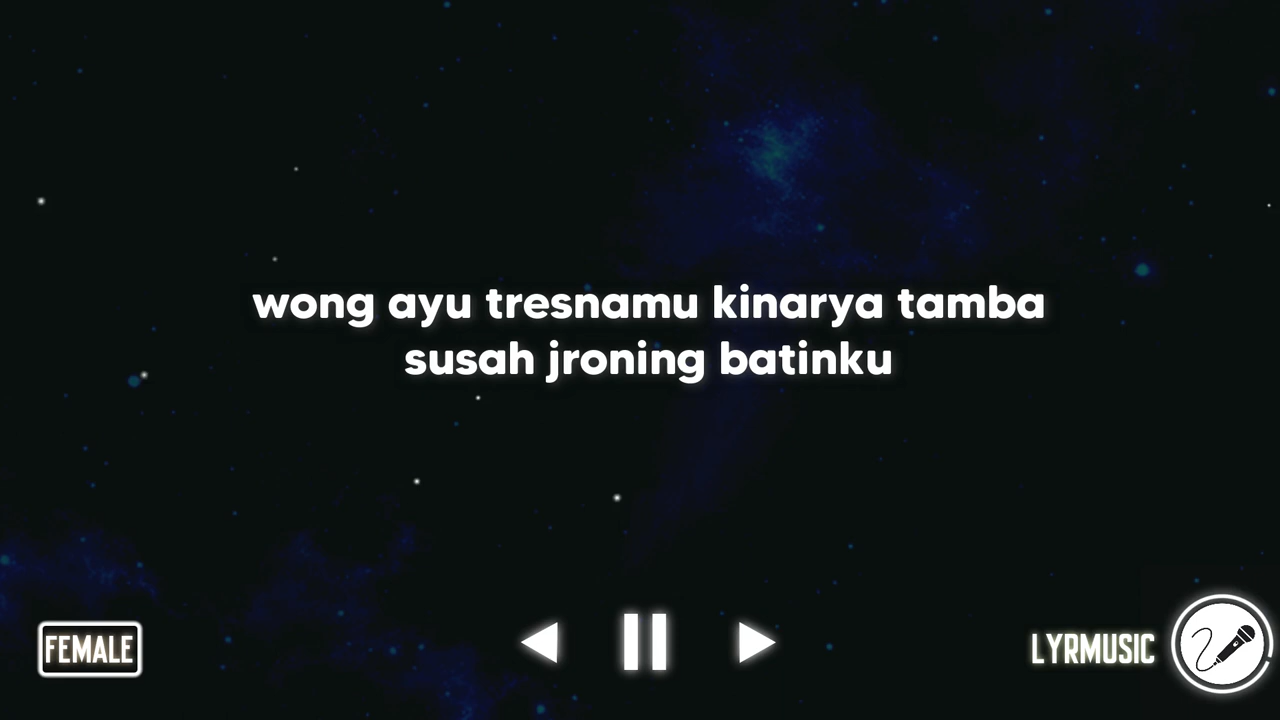 wong ayu tresnamu kinarya tamba
susah jroning batinku
FEMALE
LYRMUSIC